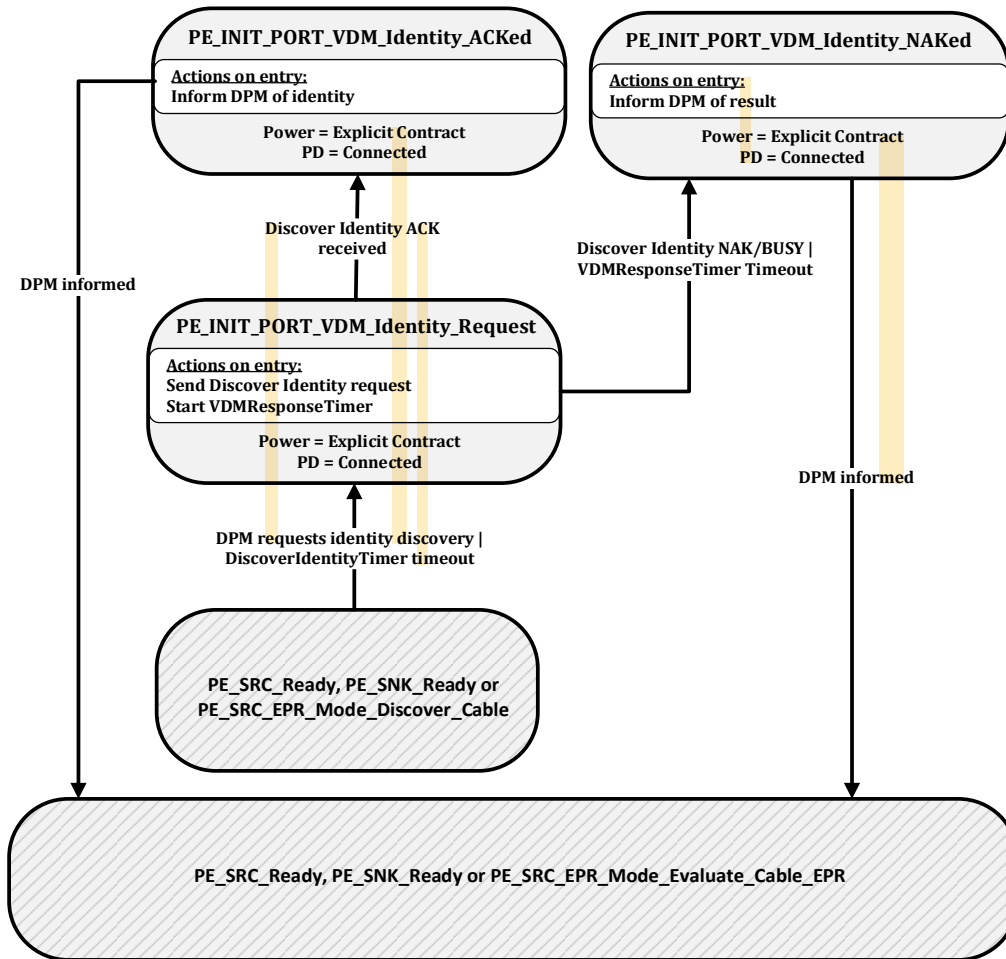 PE_INIT_PORT_VDM_Identity_ACKed
Actions on entry:
Inform DPM of identity
Power = Explicit Contract
PD = Connected
PE_INIT_PORT_VDM_Identity_NAKed
Actions on entry:
Inform DPM of result
Power = Explicit Contract
PD = Connected
Discover Identity ACK
received
Discover Identity NAK/BUSY |
VDMResponseTimer Timeout
DPM informed
PE_INIT_PORT_VDM_Identity_Request
Actions on entry:
Send Discover Identity request
Start VDMResponseTimer
Power = Explicit Contract
PD = Connected
DPM informed
DPM requests identity discovery |
DiscoverIdentityTimer timeout
PE_SRC_Ready, PE_SNK_Ready or
PE_SRC_EPR_Mode_Discover_Cable
PE_SRC_Ready, PE_SNK_Ready or PE_SRC_EPR_Mode_Evaluate_Cable_EPR